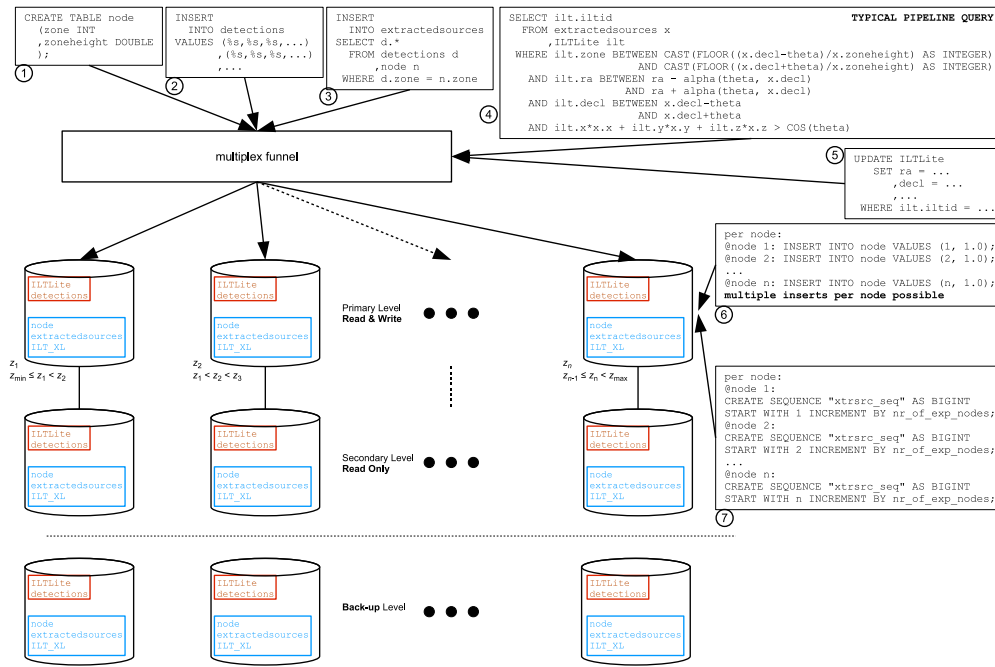 CREATE TABLE node
(zone INT
,zoneheight DOUBLE
);
1
INSERT
INTO detections
VALUES (%s,%s,%s,...)
,(%s,%s,%s,...)
,...
2
INSERT
INTO extractedsources
SELECT d.*
FROM detections d
,node n
WHERE d.zone = n.zone
3
SELECT ilt.iltid TYPICAL PIPELINE QUERY
FROM extractedsources x
,ILTLite ilt
WHERE ilt.zone BETWEEN CAST(FLOOR((x.decl-theta)/x.zoneheight) AS INTEGER)
AND CAST(FLOOR((x.decl+theta)/x.zoneheight) AS INTEGER)
AND ilt.ra BETWEEN ra - alpha(theta, x.decl)
AND ra + alpha(theta, x.decl)
AND ilt.decl BETWEEN x.decl-theta
AND x.decl+theta
AND ilt.x*x.x + ilt.y*x.y + ilt.z*x.z > COS(theta)
4
multiplex funnel
5
UPDATE ILTLite
SET ra = ...
,decl = ...
,...
WHERE ilt.iltid = ...
per node:
@node 1: INSERT INTO node VALUES (1, 1.0);
@node 2: INSERT INTO node VALUES (2, 1.0);
...
@node n: INSERT INTO node VALUES (n, 1.0);
multiple inserts per node possible
6
ILTLite
detections
node
extractedsources
ILT_XL
ILTLite
detections
node
extractedsources
ILT_XL
Primary Level
Read & Write
ILTLite
detections
node
extractedsources
ILT_XL
z1
zmin ≤ z1 < z2
z2
z1 < z2 < z3
zn
zn-1 ≤ zn < zmax
per node:
@node 1:
CREATE SEQUENCE "xtrsrc_seq" AS BIGINT
START WITH 1 INCREMENT BY nr_of_exp_nodes;
@node 2:
CREATE SEQUENCE "xtrsrc_seq" AS BIGINT
START WITH 2 INCREMENT BY nr_of_exp_nodes;
...
@node n:
CREATE SEQUENCE "xtrsrc_seq" AS BIGINT
START WITH n INCREMENT BY nr_of_exp_nodes;
7
ILTLite
detections
node
extractedsources
ILT_XL
ILTLite
detections
node
extractedsources
ILT_XL
Secondary Level
Read Only
ILTLite
detections
node
extractedsources
ILT_XL
ILTLite
detections
node
extractedsources
ILT_XL
ILTLite
detections
node
extractedsources
ILT_XL
Back-up Level
ILTLite
detections
node
extractedsources
ILT_XL